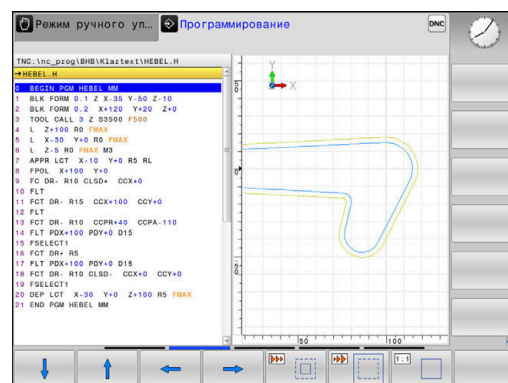 Режим ручного уп…
Программирование
DNC
TNC:\nc_prog\BHB\Klartext\HEBEL.H
→HEBEL.H
0 BEGIN PGM HEBEL MM
1 BLK FORM 0.1 Z X-35 Y-50 Z-10
2 BLK FORM 0.2 X+120 Y+20 Z+0
3 TOOL CALL 3 Z S3500 F500
4 L Z+100 R0 FMAX
5 L X-30 Y+0 R0 FMAX
6 L Z-5 R0 FMAX M3
7 APPR LCT X-10 Y+0 R5 RL
8 FPOL X+100 Y+0
9 FC DR- R10 CLSD+ CCX+0
10 FLT
11 FCT DR- R15 CCX+100 CCY+0
12 FLT
13 FCT DR- R10 CCPR+40 CCPA-110
14 FLT PDX+100 PDY+0 D15
15 FSELECT1
16 FCT DR+ R5
17 FLT PDX+100 PDY+0 D15
18 FCT DR- R10 CLSD- CCX+0 CCY+0
19 FSELECT1
20 DEP LCT X-30 Y+0 Z+100 R5 FMAX
21 END PGM HEBEL MM
Y
X
50
0
50
100
1:1